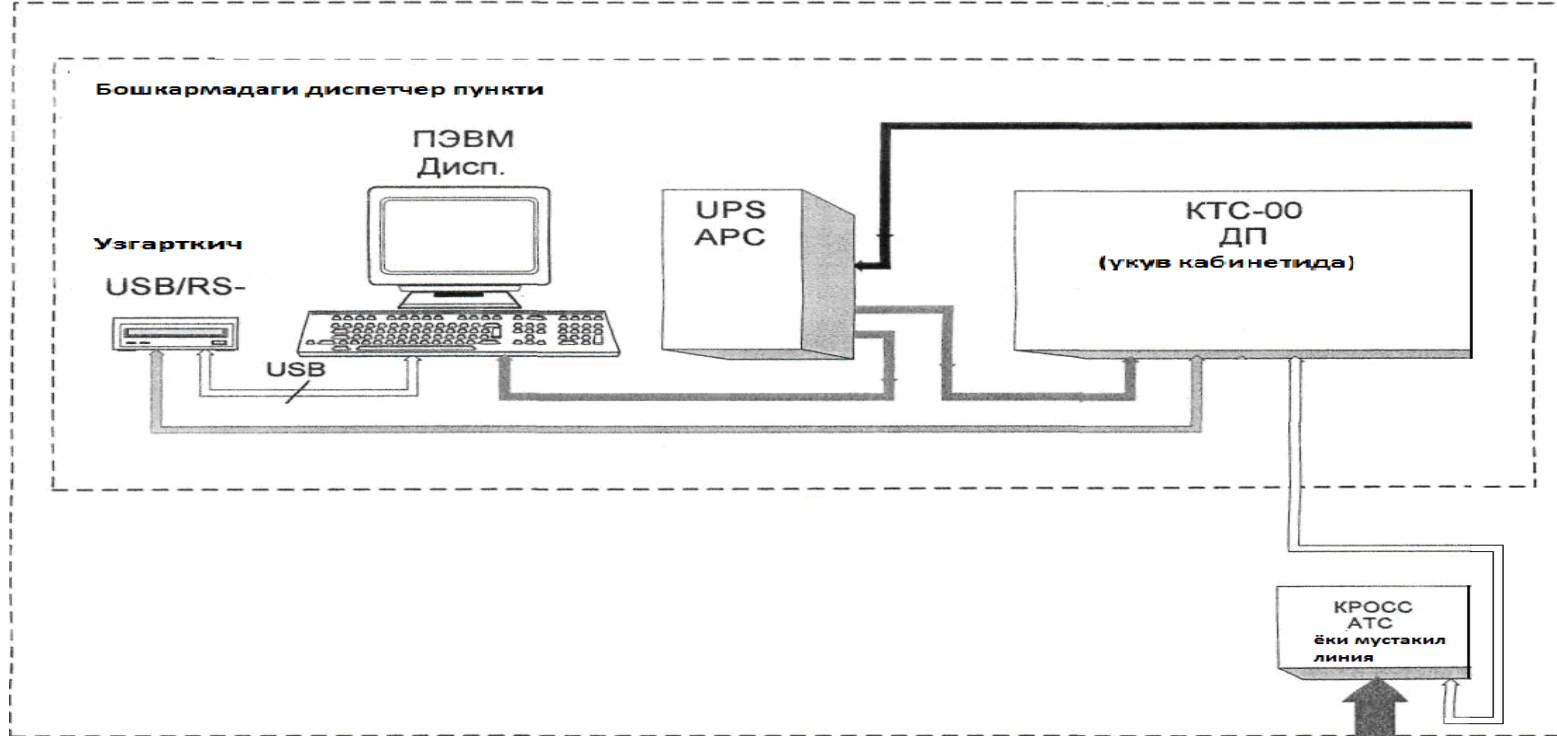 Бошкармадаги диспетчер пункти
ПЭВМ
Дисп.
Узгарткич
USB/RS-
USB
UPS
APC
КТС-00
ДП
(укув кабинетида)
КРОСС
АТС
ёки мустакил
линия